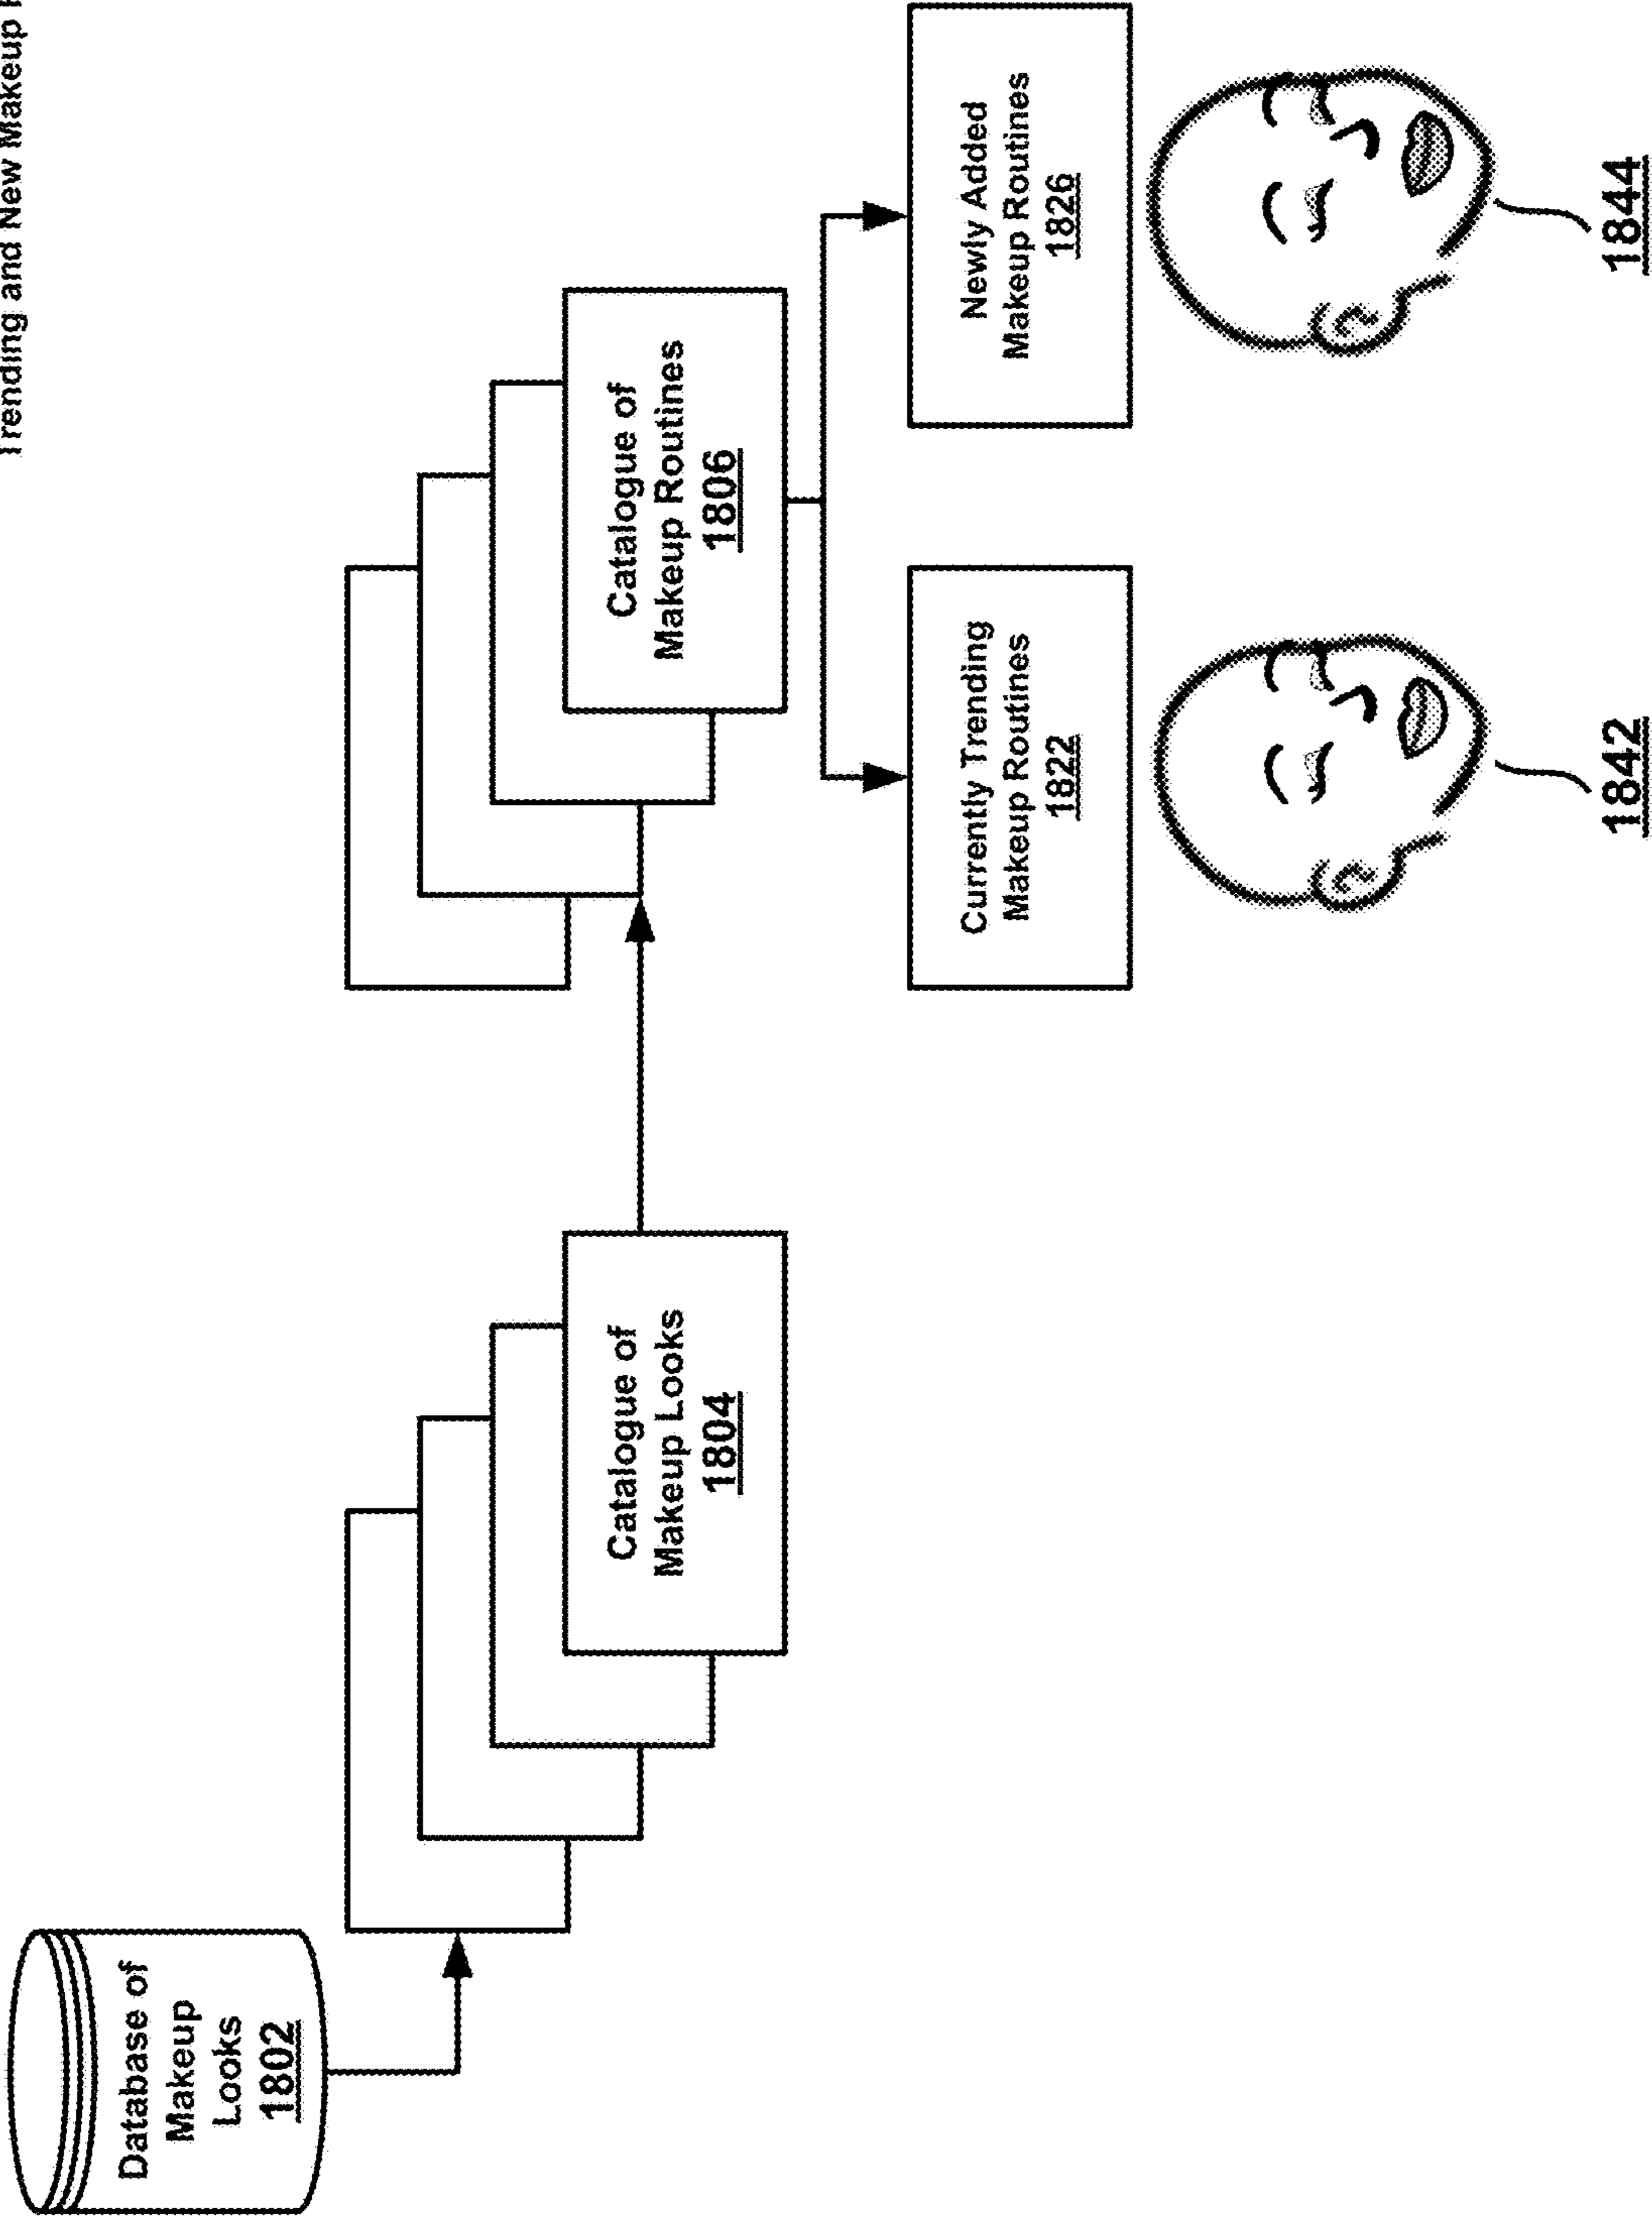 Trending and New Makeup
Database of
Makeup
Looks
1802
Catalogue of
Makeup Looks
1804
Catalogue of
Makeup Routines
1806
Currently Trending
Makeup Routines
1822
Newly Added
Makeup Routines
1826
1842
1844